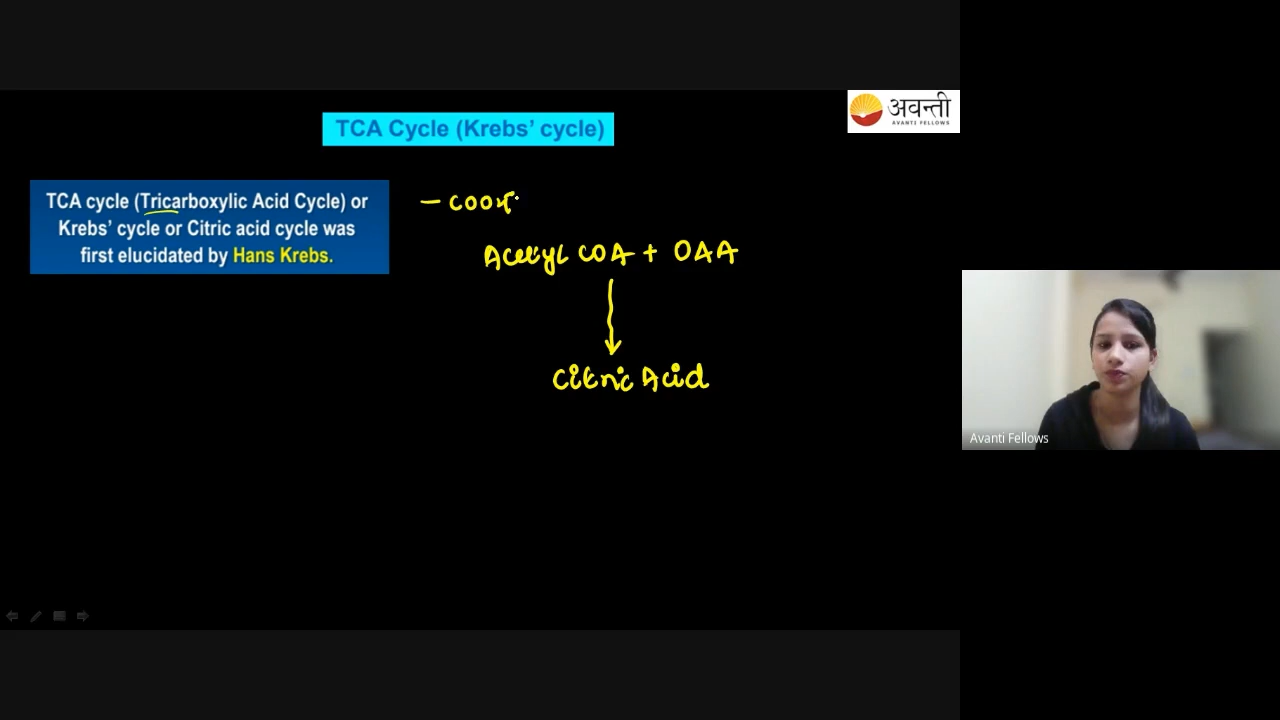 अवन्ती
AVANTI FELLOWS
TCA Cycle (Krebs' cycle)
TCA cycle (Tricarboxylic Acid Cycle) or
Krebs' cycle or Citric acid cycle was
first elucidated by Hans Krebs.
Acetyl COA + OAA
Citric Acid
Avanti Fellows